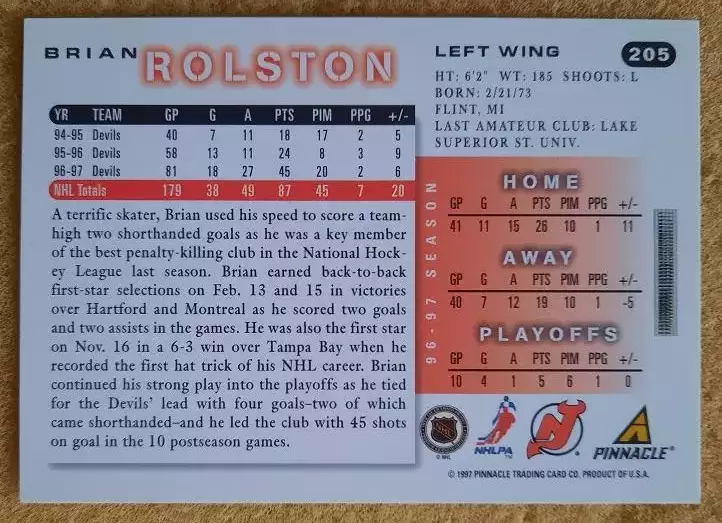 BRIAN ROLSTON
LEFT WING
205
HT: 6'2" WT: 185 SHOOTS: L
BORN: 2/21/73
FLINT, MI
LAST AMATEUR CLUB: LAKE
SUPERIOR ST. UNIV.
YR TEAM GP G A PTS PIM PPG +/-
94-95 Devils 40 7 11 18 17 2 5
95-96 Devils 58 13 11 24 8 3 9
96-97 Devils 81 18 27 45 20 2 6
NHL Totals 179 38 49 87 45 7 20
A terrific skater, Brian used his speed to score a team-
high two shorthanded goals as he was a key member
of the best penalty-killing club in the National Hock-
ey League last season. Brian earned back-to-back
first-star selections on Feb. 13 and 15 in victories
over Hartford and Montreal as he scored two goals
and two assists in the games. He was also the first star
on Nov. 16 in a 6-3 win over Tampa Bay when he
recorded the first hat trick of his NHL career. Brian
continued his strong play into the playoffs as he tied
for the Devils' lead with four goals–two of which
came shorthanded–and he led the club with 45 shots
on goal in the 10 postseason games.
96-97 SEASON
HOME
GP G A PTS PIM PPG +/-
41 11 15 26 10 1 11
AWAY
GP G A PTS PIM PPG +/-
40 7 12 19 10 1 -5
PLAYOFFS
GP G A PTS PIM PPG +/-
10 4 1 5 6 1 0
NHL
© NHL
NHLPA
PINNACLE
© 1997 PINNACLE TRADING CARD CO. PRODUCT OF U.S.A.